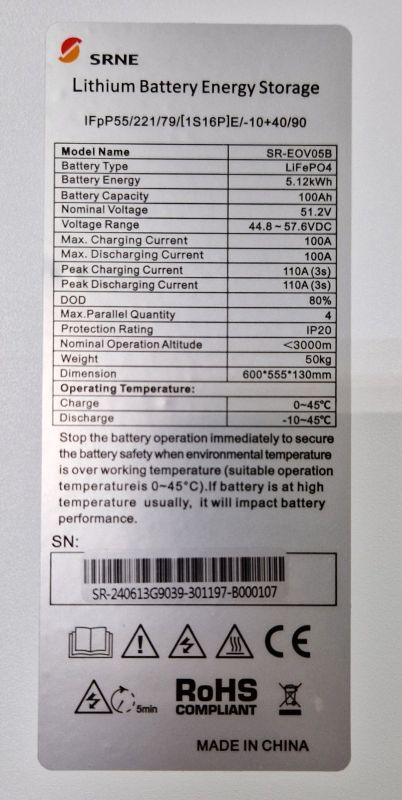 SRNE
Lithium Battery Energy Storage
IFpP55/221/79/[1S16P]E/-10+40/90
Model Name SR-EOV05B
Battery Type LiFePO4
Battery Energy 5.12kWh
Battery Capacity 100Ah
Nominal Voltage 51.2V
Voltage Range 44.8~57.6VDC
Max. Charging Current 100A
Max. Discharging Current 100A
Peak Charging Current 110A(3s)
Peak Discharging Current 110A(3s)
DOD 80%
Max.Parallel Quantity 4
Protection Rating IP20
Nominal Operation Altitude <3000m
Weight 50kg
Dimension 600*555*130mm
Operating Temperature:
Charge 0~45℃
Discharge -10~45℃
Stop the battery operation immediately to secure
the battery safety when environmental temperature
is over working temperature (suitable operation
temperatureis 0~45°C).If battery is at high
temperature usually, it will impact battery
performance.
SN:
SR-240613G9039-301197-B000107
CE
5min
RoHS
COMPLIANT
MADE IN CHINA